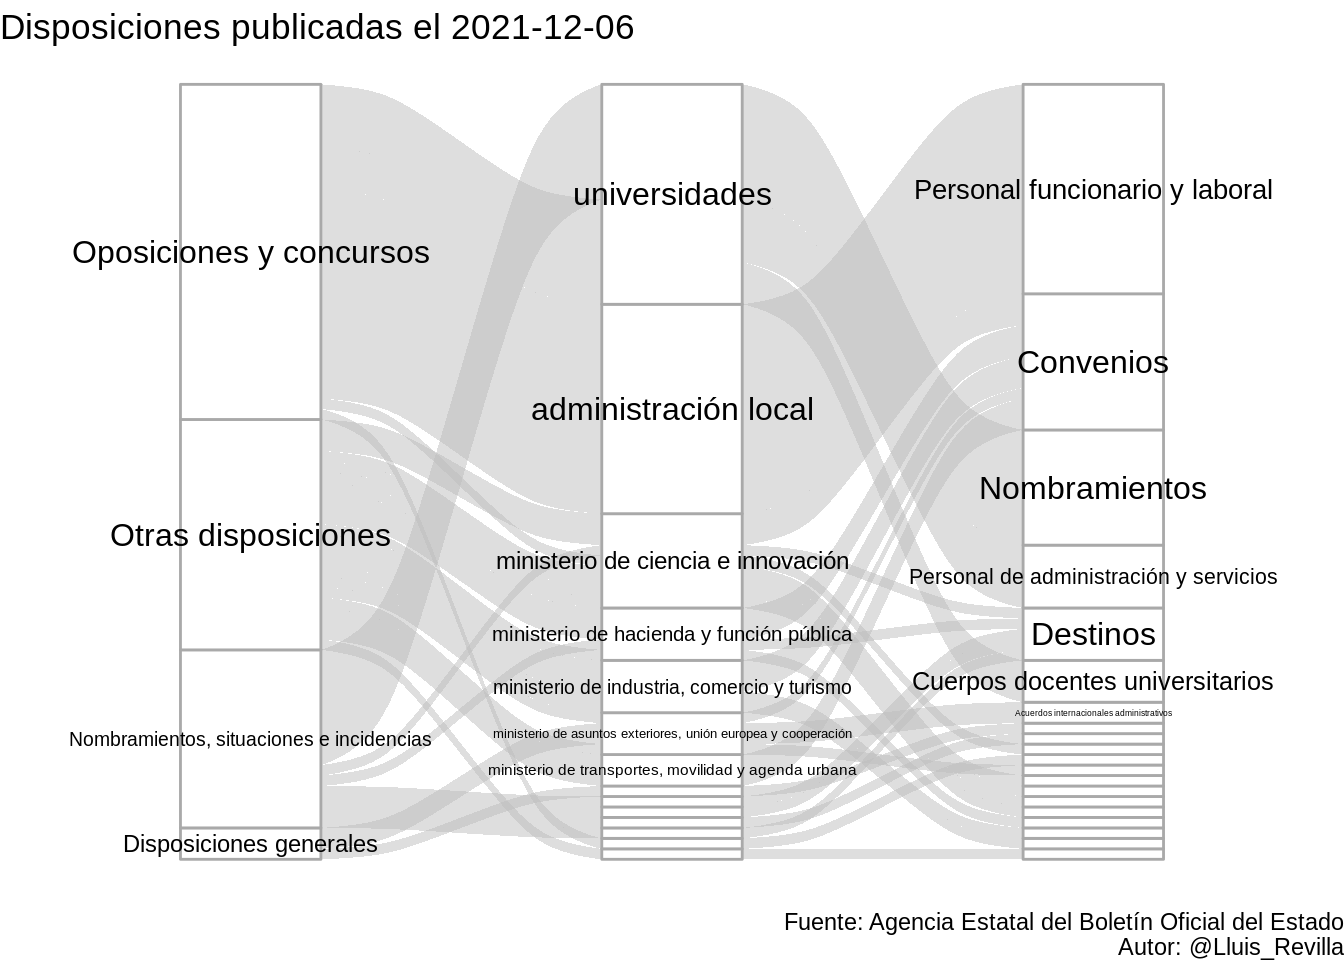 Disposiciones publicadas el 2021-12-06
Oposiciones y concursos
Otras disposiciones
Nombramientos, situaciones e incidencias
Disposiciones generales
universidades
administración local
ministerio de ciencia e innovación
ministerio de hacienda y función pública
ministerio de industria, comercio y turismo
ministerio de asuntos exteriores, unión europea y cooperación
ministerio de transportes, movilidad y agenda urbana
Personal funcionario y laboral
Convenios
Nombramientos
Personal de administración y servicios
Destinos
Cuerpos docentes universitarios
Acuerdos internacionales administrativos
Fuente: Agencia Estatal del Boletín Oficial del Estado
Autor: @Lluis_Revilla